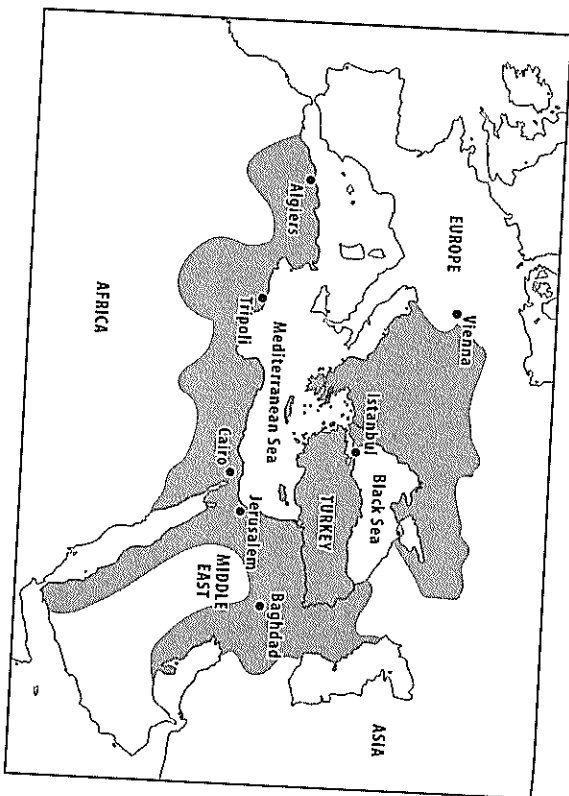 EUROPE
Vienna
ASIA
Black Sea
Istanbul
TURKEY
Algiers
Mediterranean Sea
Tripoli
Baghdad
Jerusalem
Cairo
MIDDLE
EAST
AFRICA